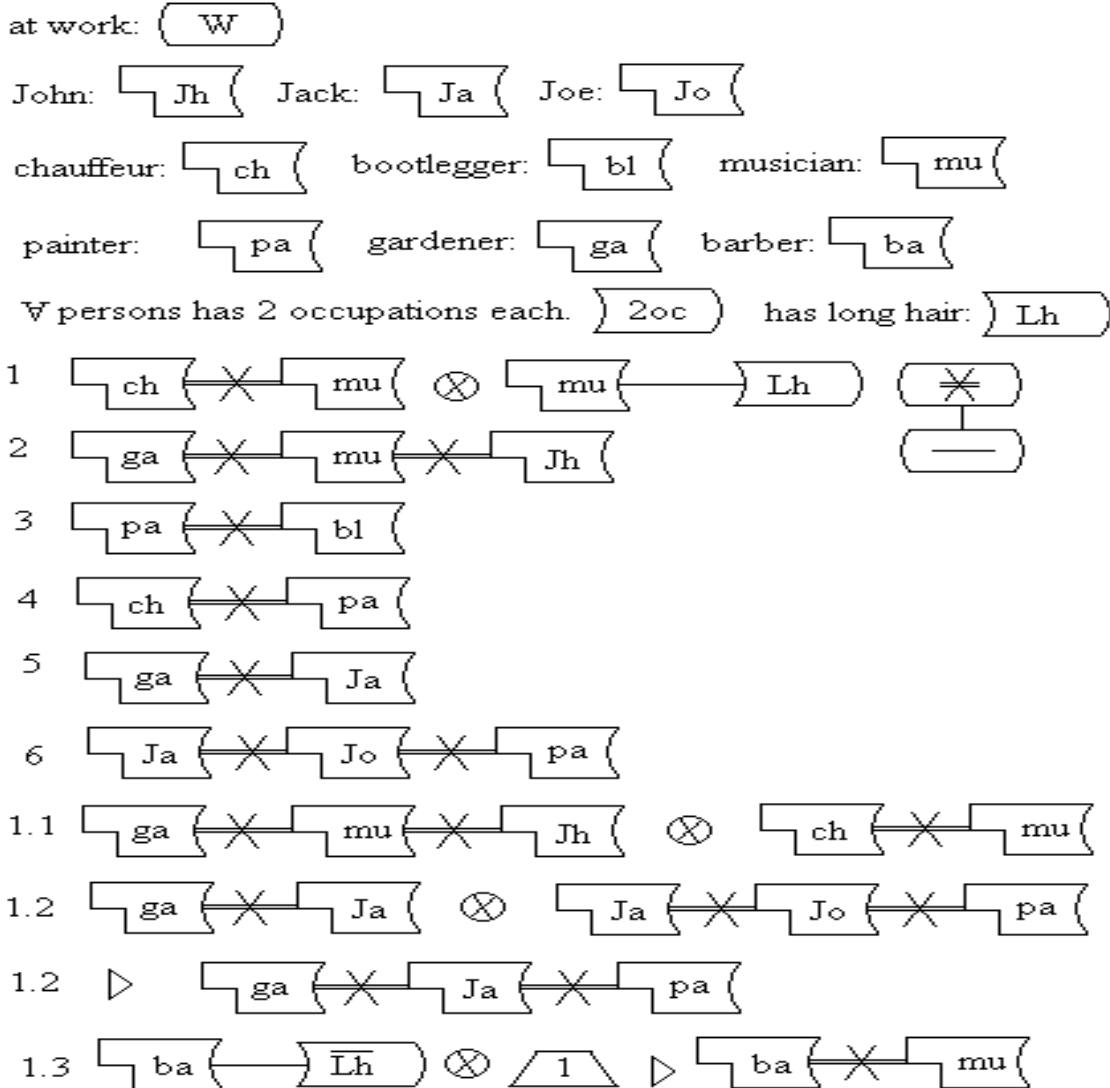 at work: W
John: Jh Jack: Ja Joe: Jo
chauffeur: ch bootlegger: bl musician: mu
painter: pa gardener: ga barber: ba
∀ persons has 2 occupations each. 2oc has long hair: Lh
1 ch mu mu Lh
2 ga mu Jh
3 pa bl
4 ch pa
5 ga Ja
6 Ja Jo pa
1.1 ga mu Jh ch mu
1.2 ga Ja Ja Jo pa
1.2 ga Ja pa
1.3 ba L̅h̅ 1 ba mu